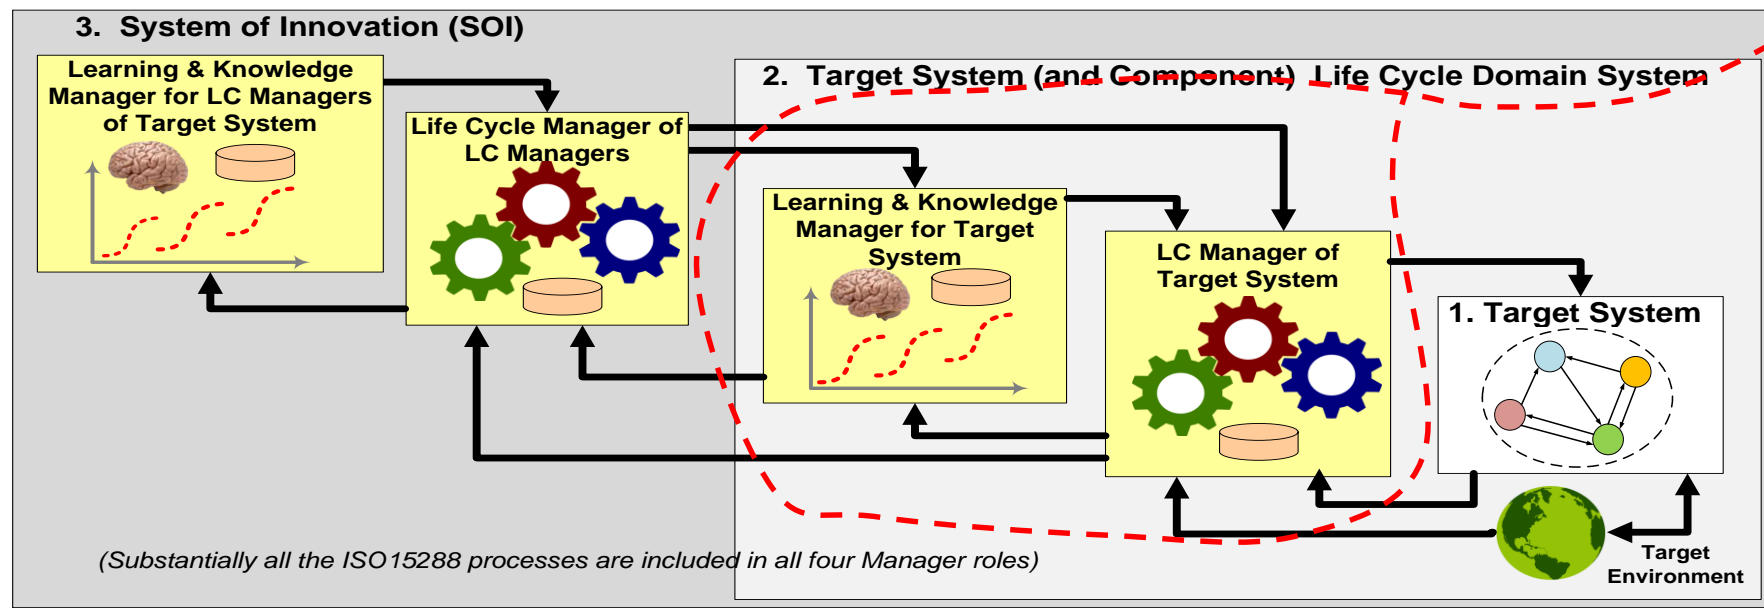 3. System of Innovation (SOI)
Learning & Knowledge
Manager for LC Managers
of Target System
Life Cycle Manager of
LC Managers
2. Target System (and Component) Life Cycle Domain System
Learning & Knowledge
Manager for Target
System
LC Manager of
Target System
1. Target System
Target
Environment
(Substantially all the ISO15288 processes are included in all four Manager roles)